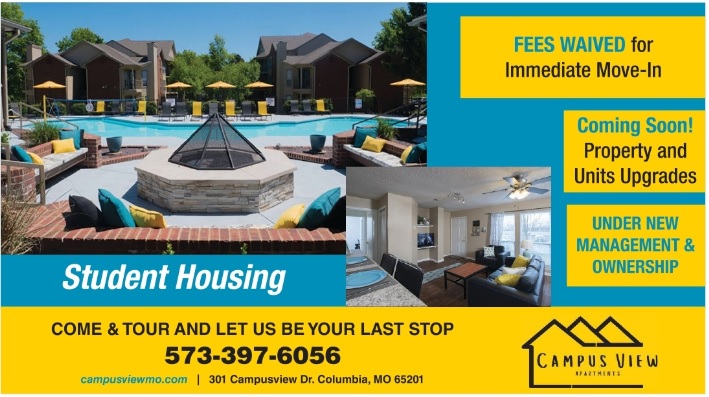 FEES WAIVED for
Immediate Move-In
Coming Soon!
Property and
Units Upgrades
UNDER NEW
MANAGEMENT &
OWNERSHIP
Student Housing
COME & TOUR AND LET US BE YOUR LAST STOP
573-397-6056
campusviewmo.com | 301 Campusview Dr. Columbia, MO 65201
CAMPUS VIEW
APARTMENTS